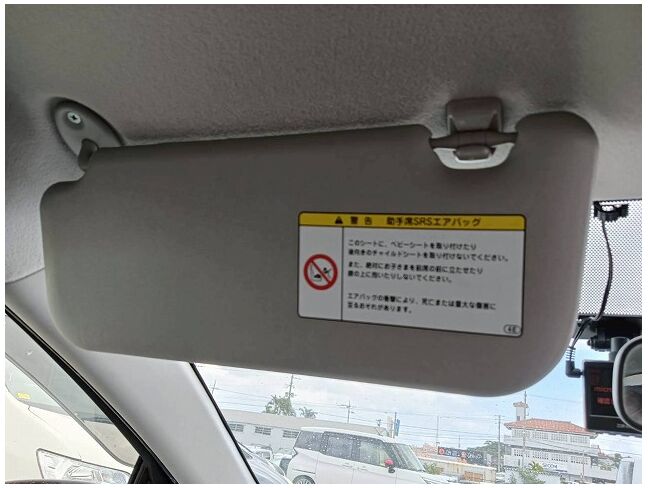 ⚠ 警告 助手席SRSエアバッグ
このシートに、ベビーシートを取り付けたり
後向きのチャイルドシートを取り付けないでください。
また、絶対にお子さまを前席の前に立たせたり
膝の上に抱いたりしないでください。
エアバッグの衝撃により、死亡または重大な傷害に
至るおそれがあります。
4E